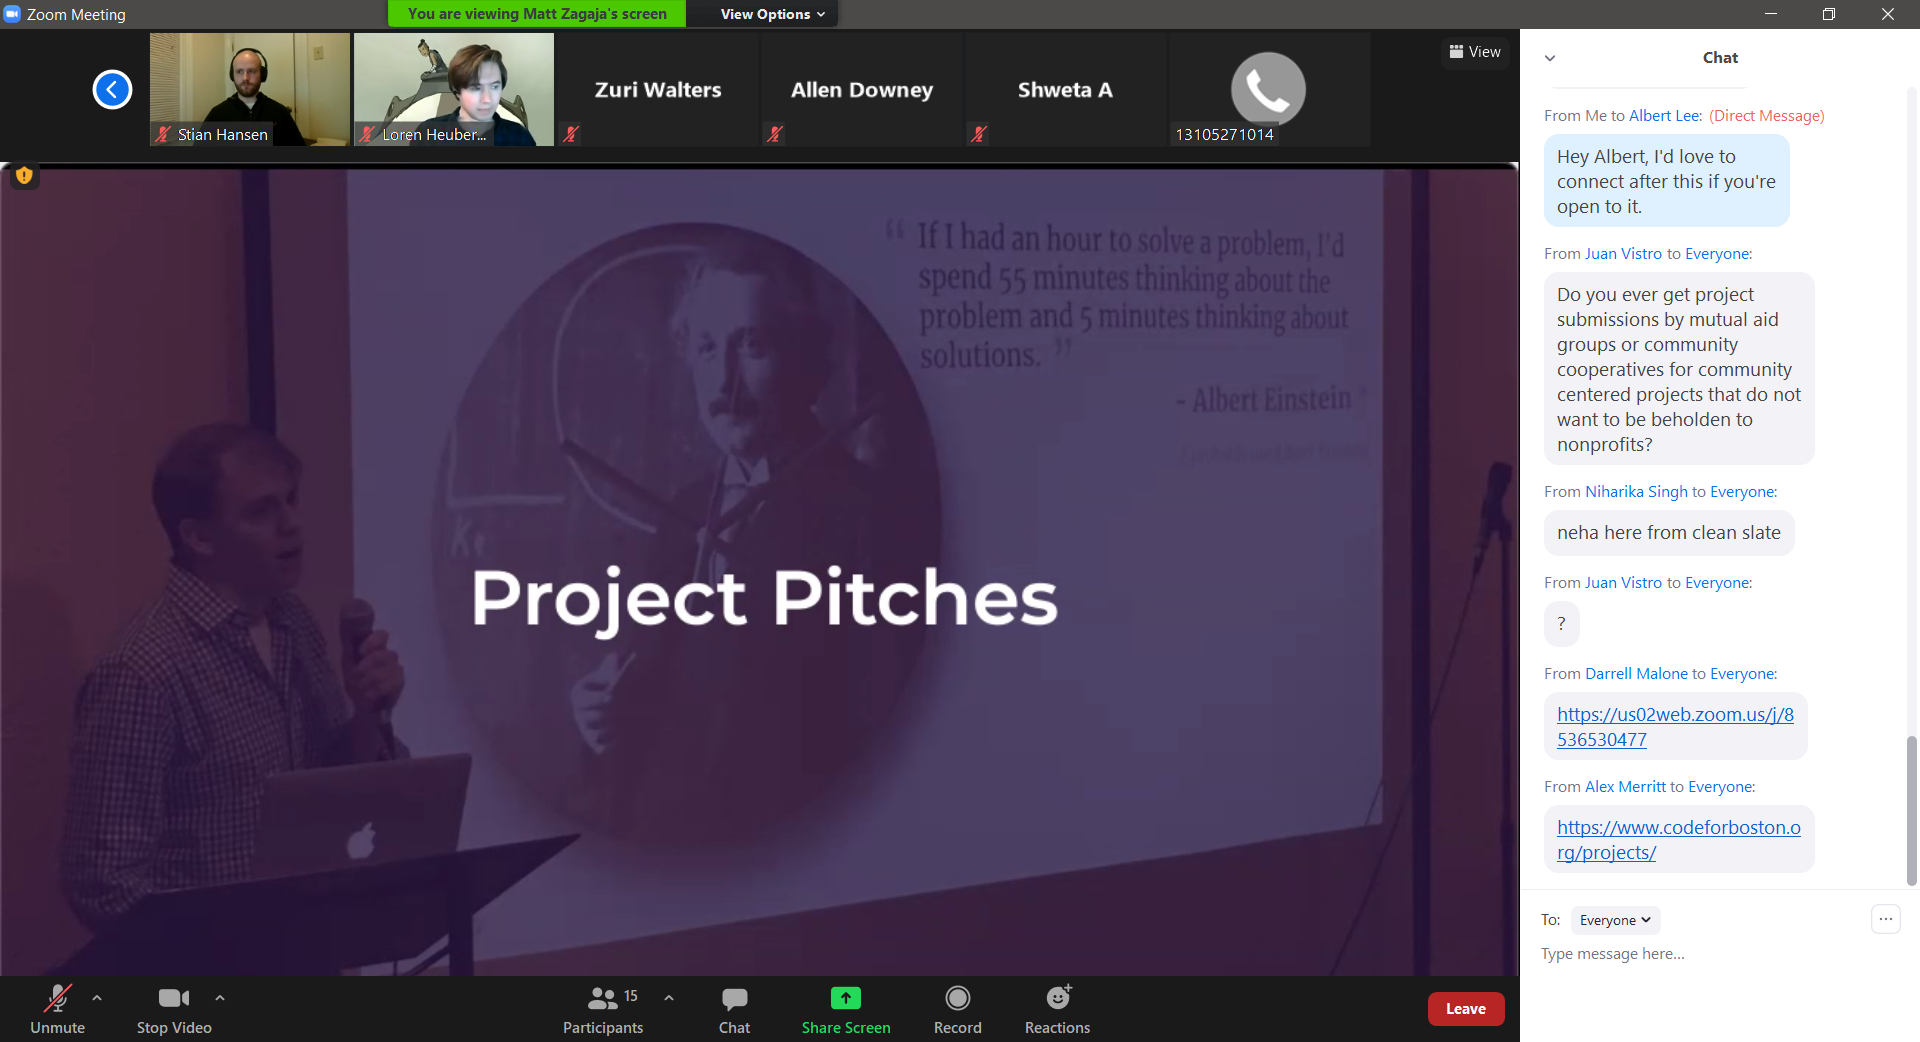 Zoom Meeting
You are viewing Matt Zagaja's screen
View Options
View
Stian Hansen
Loren Heuber...
Zuri Walters
Allen Downey
Shweta A
13105271014
“ If I had an hour to solve a problem, I'd
spend 55 minutes thinking about the
problem and 5 minutes thinking about
solutions. ”
- Albert Einstein
Project Pitches
Unmute
Stop Video
15
Participants
Chat
Share Screen
Record
Reactions
Leave
Chat
From Me to Albert Lee: (Direct Message)
Hey Albert, I'd love to
connect after this if you're
open to it.
From Juan Vistro to Everyone:
Do you ever get project
submissions by mutual aid
groups or community
cooperatives for community
centered projects that do not
want to be beholden to
nonprofits?
From Niharika Singh to Everyone:
neha here from clean slate
From Juan Vistro to Everyone:
?
From Darrell Malone to Everyone:
https://us02web.zoom.us/j/8
536530477
From Alex Merritt to Everyone:
https://www.codeforboston.o
rg/projects/
To: Everyone
Type message here...